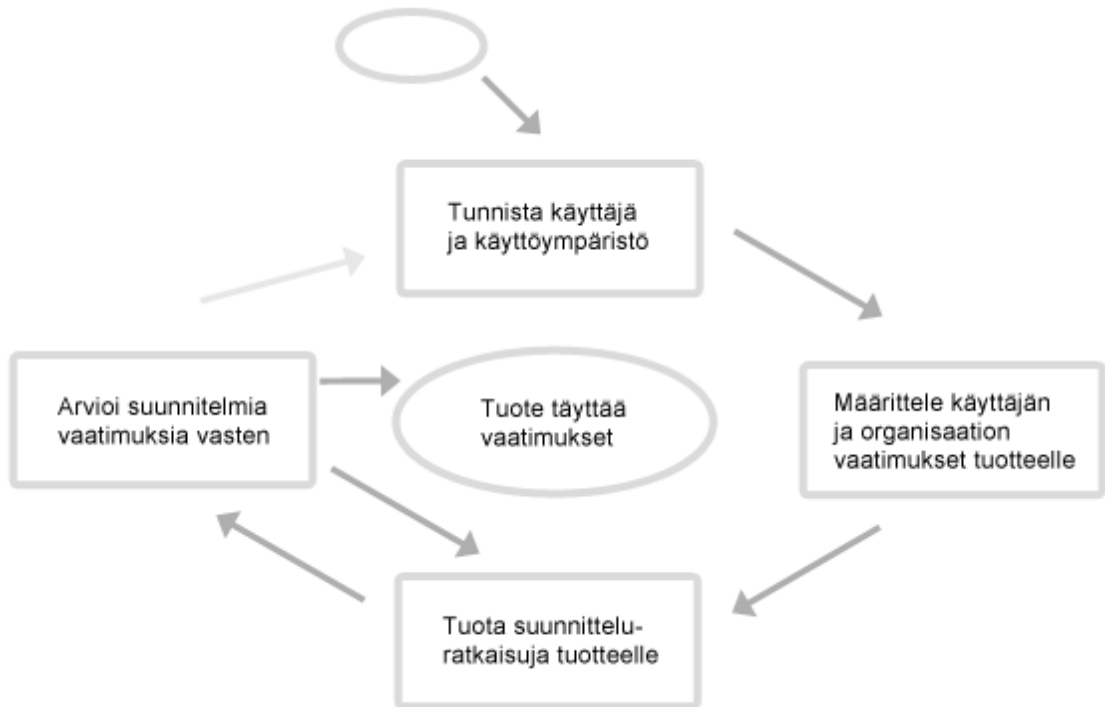 Tunnista käyttäjä
ja käyttöympäristö
Arvioi suunnitelmia
vaatimuksia vasten
Tuote täyttää
vaatimukset
Määrittele käyttäjän
ja organisaation
vaatimukset tuotteelle
Tuota suunnittelu-
ratkaisuja tuotteelle